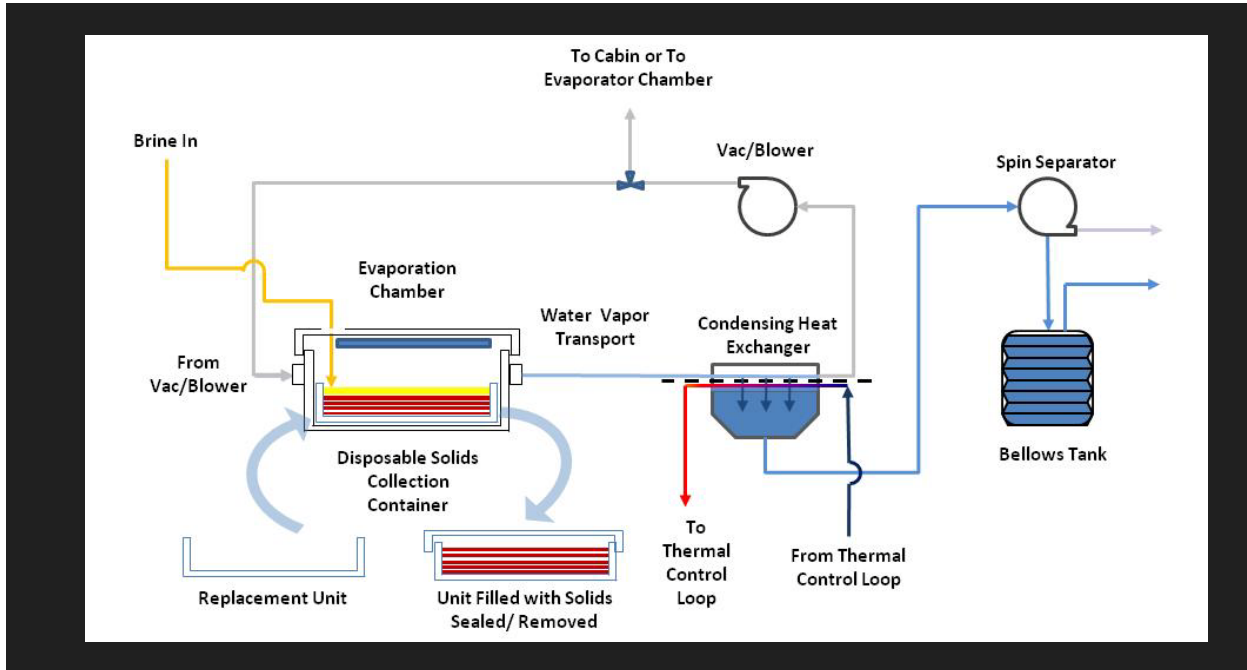 To Cabin or To
Evaporator Chamber
Brine In
Vac/Blower
Spin Separator
Evaporation
Chamber
Water Vapor
Transport
Condensing Heat
Exchanger
From
Vac/Blower
Disposable Solids
Collection
Container
Bellows Tank
To
Thermal
Control
Loop
From Thermal
Control Loop
Replacement Unit
Unit Filled with Solids
Sealed/ Removed